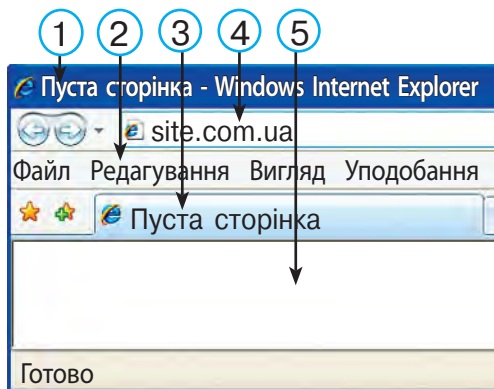 1 2 3 4 5
Пуста сторінка - Windows Internet Explorer
site.com.ua
Файл Редагування Вигляд Уподобання
Пуста сторінка
Готово